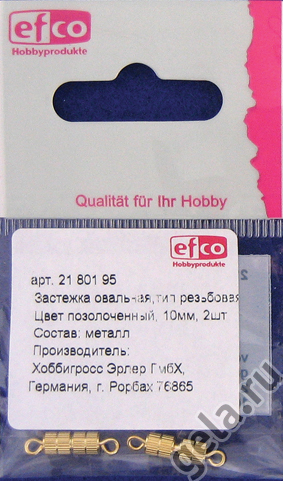 efco
Hobbyprodukte
Qualität für Ihr Hobby
efco
Hobbyprodukte
арт. 21 801 95
Застежка овальная,тип резьбовая
Цвет позолоченный, 10мм, 2шт
Состав: металл
Производитель:
Хоббигросс Эрлер ГмбХ,
Германия, г. Рорбах 76865
gela.ru